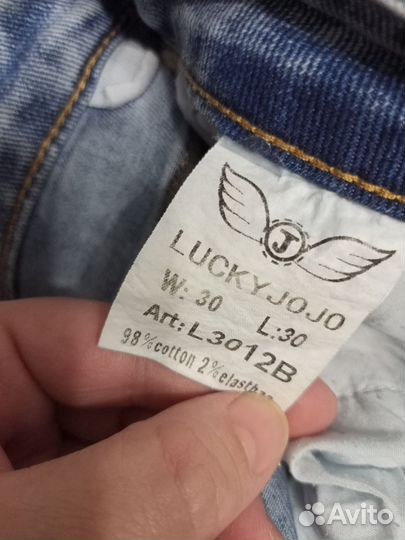 J
LUCKYJOJO
W: 30 L:30
Art: L3012B
98%cotton 2%elasthan
Avito